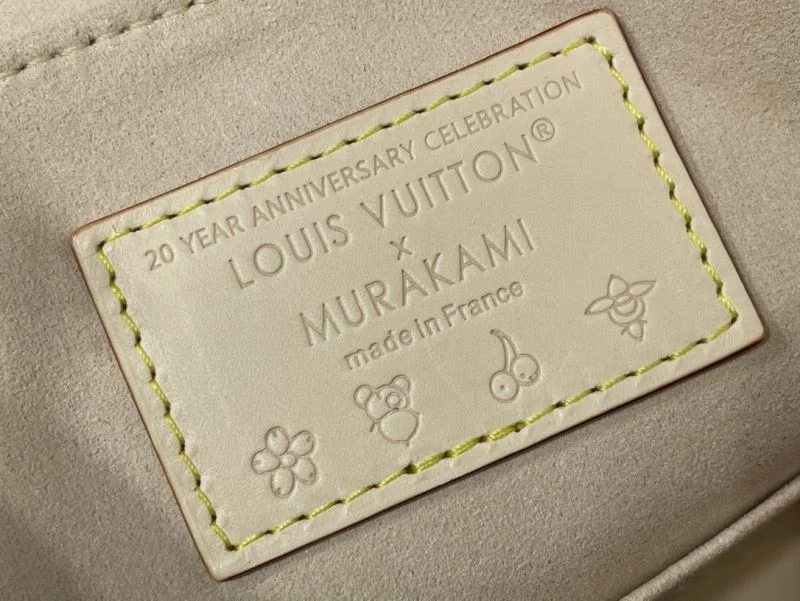 20 YEAR ANNIVERSARY CELEBRATION
LOUIS VUITTON®
x
MURAKAMI
made in France